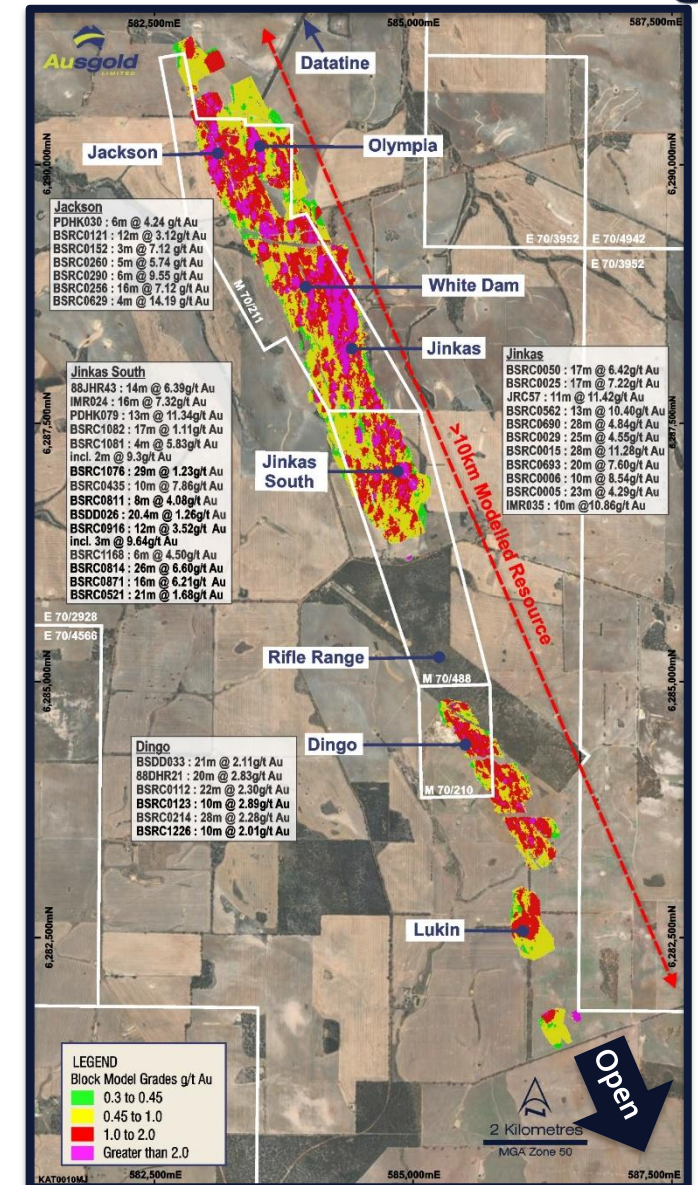 582,500mE
585,000mE
587,500mE
Ausgold
LIMITED
Datatine
Jackson
Olympla
6,290,000mN
6,290,000mN
Jackson
PDHK030 : 6m @ 4.24 g/t Au
BSRC0121 : 12m @ 3.12g/t Au
BSRC0152 : 3m @ 7.12 g/t Au
BSRC0260 : 5m @ 5.74 g/t Au
BSRC0290 : 6m @ 9.55 g/t Au
BSRC0256 : 16m @ 7.12 g/t Au
BSRC0629 : 4m @ 14.19 g/t Au
E 70/3952
E 70/4942
E 70/3952
White Dam
M 70/211
Jinkas
Jinkas South
88JHR43 : 14m @ 6.39g/t Au
IMR024 : 16m @ 7.32g/t Au
PDHK079 : 13m @ 11.34g/t Au
BSRC1082 : 17m @ 1.11g/t Au
BSRC1081 : 4m @ 5.83g/t Au
incl. 2m @ 9.3g/t Au
BSRC1076 : 29m @ 1.23g/t Au
BSRC0435 : 10m @ 7.86g/t Au
BSRC0811 : 8m @ 4.08g/t Au
BSDD026 : 20.4m @ 1.26g/t Au
BSRC0916 : 12m @ 3.52g/t Au
incl. 3m @ 9.64g/t Au
BSRC1168 : 6m @ 4.50g/t Au
BSRC0814 : 26m @ 6.60g/t Au
BSRC0871 : 16m @ 6.21g/t Au
BSRC0521 : 21m @ 1.68g/t Au
Jinkas
BSRC0050 : 17m @ 6.42g/t Au
BSRC0025 : 17m @ 7.22g/t Au
JRC57 : 11m @ 11.42g/t Au
BSRC0562 : 13m @ 10.40g/t Au
BSRC0690 : 28m @ 4.84g/t Au
BSRC0029 : 25m @ 4.55g/t Au
BSRC0015 : 28m @ 11.28g/t Au
BSRC0693 : 20m @ 7.60g/t Au
BSRC0006 : 10m @ 8.54g/t Au
BSRC0005 : 23m @ 4.29g/t Au
IMR035 : 10m @10.86g/t Au
6,287,500mN
6,287,500mN
Jinkas
South
>10km Modelled Resource
E 70/2928
E 70/4566
Rifle Range
M 70/488
6,285,000mN
6,285,000mN
Dingo
M 70/210
Dingo
BSDD033 : 21m @ 2.11g/t Au
88DHR21 : 20m @ 2.83g/t Au
BSRC0112 : 22m @ 2.30g/t Au
BSRC0123 : 10m @ 2.89g/t Au
BSRC0214 : 28m @ 2.28g/t Au
BSRC1226 : 10m @ 2.01g/t Au
Lukin
6,282,500mN
6,282,500mN
LEGEND
Block Model Grades g/t Au
0.3 to 0.45
0.45 to 1.0
1.0 to 2.0
Greater than 2.0
Open
2 Kilometres
MGA Zone 50
KAT0010MJ
582,500mE
585,000mE
587,500mE